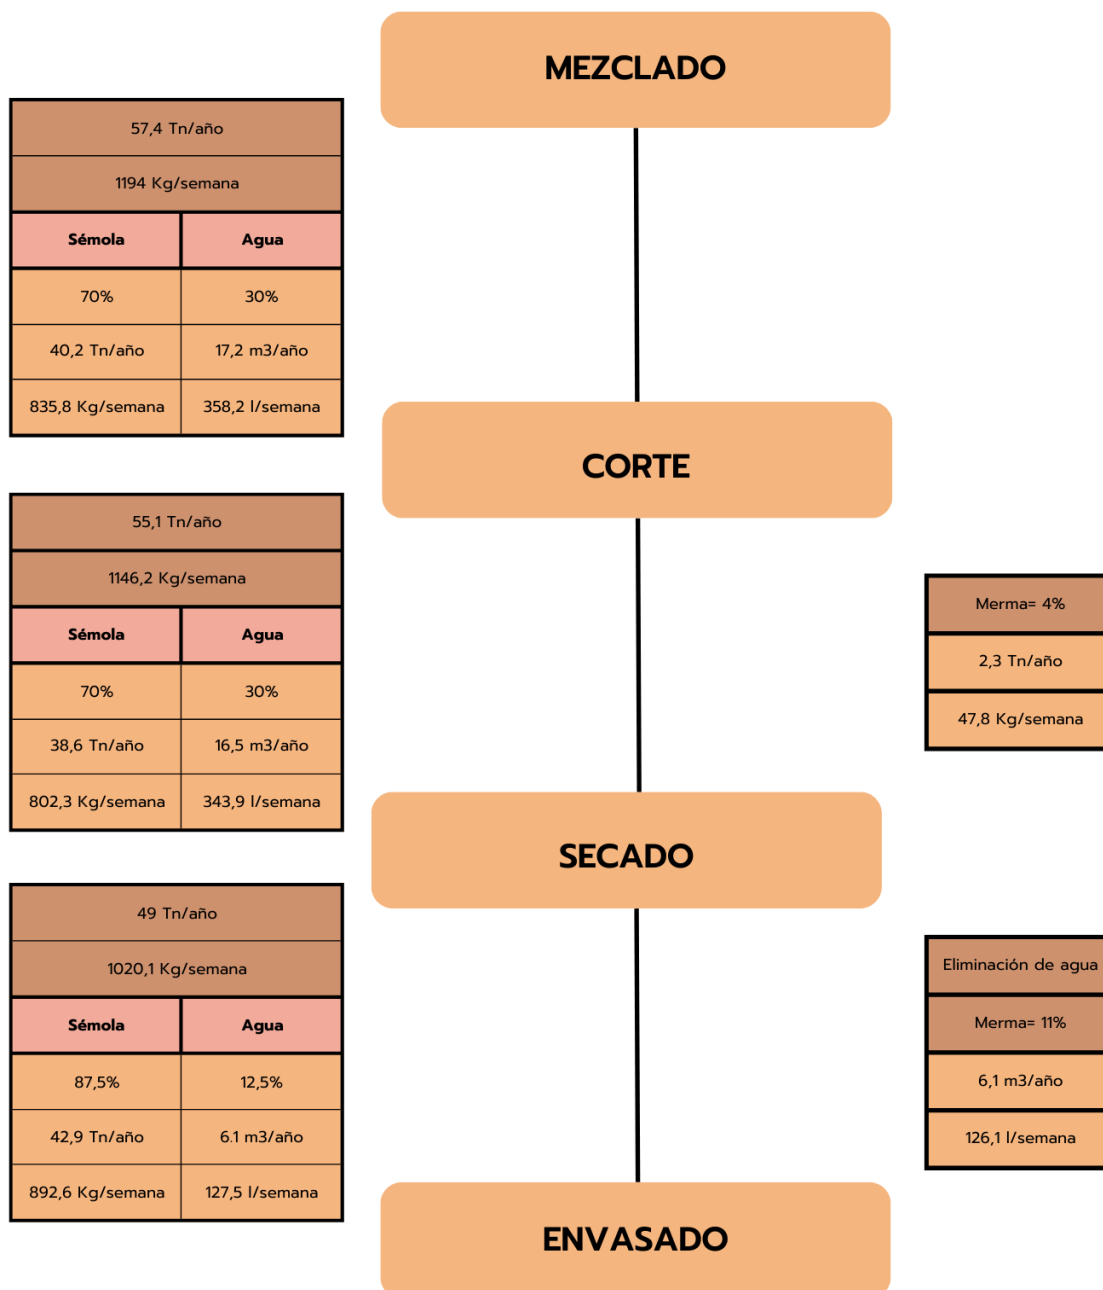 MEZCLADO
57,4 Tn/año
1194 Kg/semana
Sémola Agua
70% 30%
40,2 Tn/año 17,2 m3/año
835,8 Kg/semana 358,2 l/semana
CORTE
55,1 Tn/año
1146,2 Kg/semana
Sémola Agua
70% 30%
38,6 Tn/año 16,5 m3/año
802,3 Kg/semana 343,9 l/semana
Merma= 4%
2,3 Tn/año
47,8 Kg/semana
SECADO
49 Tn/año
1020,1 Kg/semana
Sémola Agua
87,5% 12,5%
42,9 Tn/año 6.1 m3/año
892,6 Kg/semana 127,5 l/semana
Eliminación de agua
Merma= 11%
6,1 m3/año
126,1 l/semana
ENVASADO